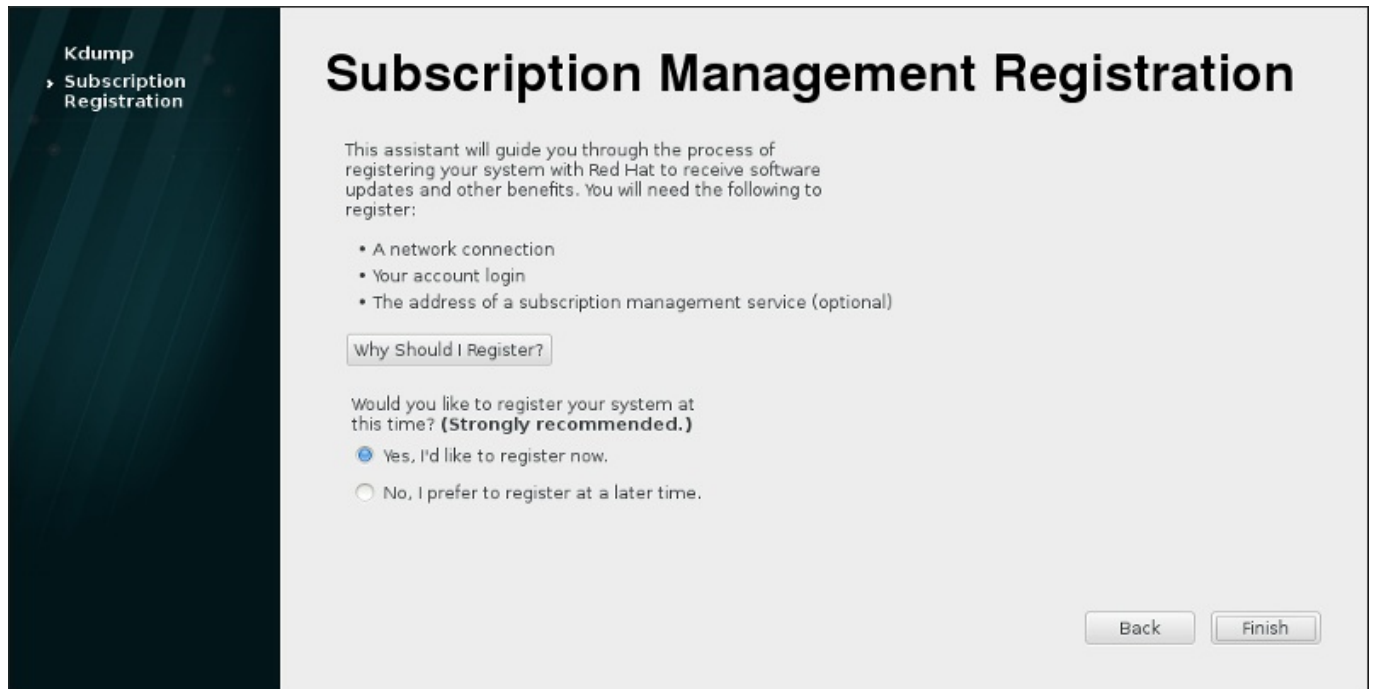 Kdump
Subscription
Registration
Subscription Management Registration
This assistant will guide you through the process of
registering your system with Red Hat to receive software
updates and other benefits. You will need the following to
register:
• A network connection
• Your account login
• The address of a subscription management service (optional)
Why Should I Register?
Would you like to register your system at
this time? (Strongly recommended.)
Yes, I'd like to register now.
No, I prefer to register at a later time.
Back
Finish